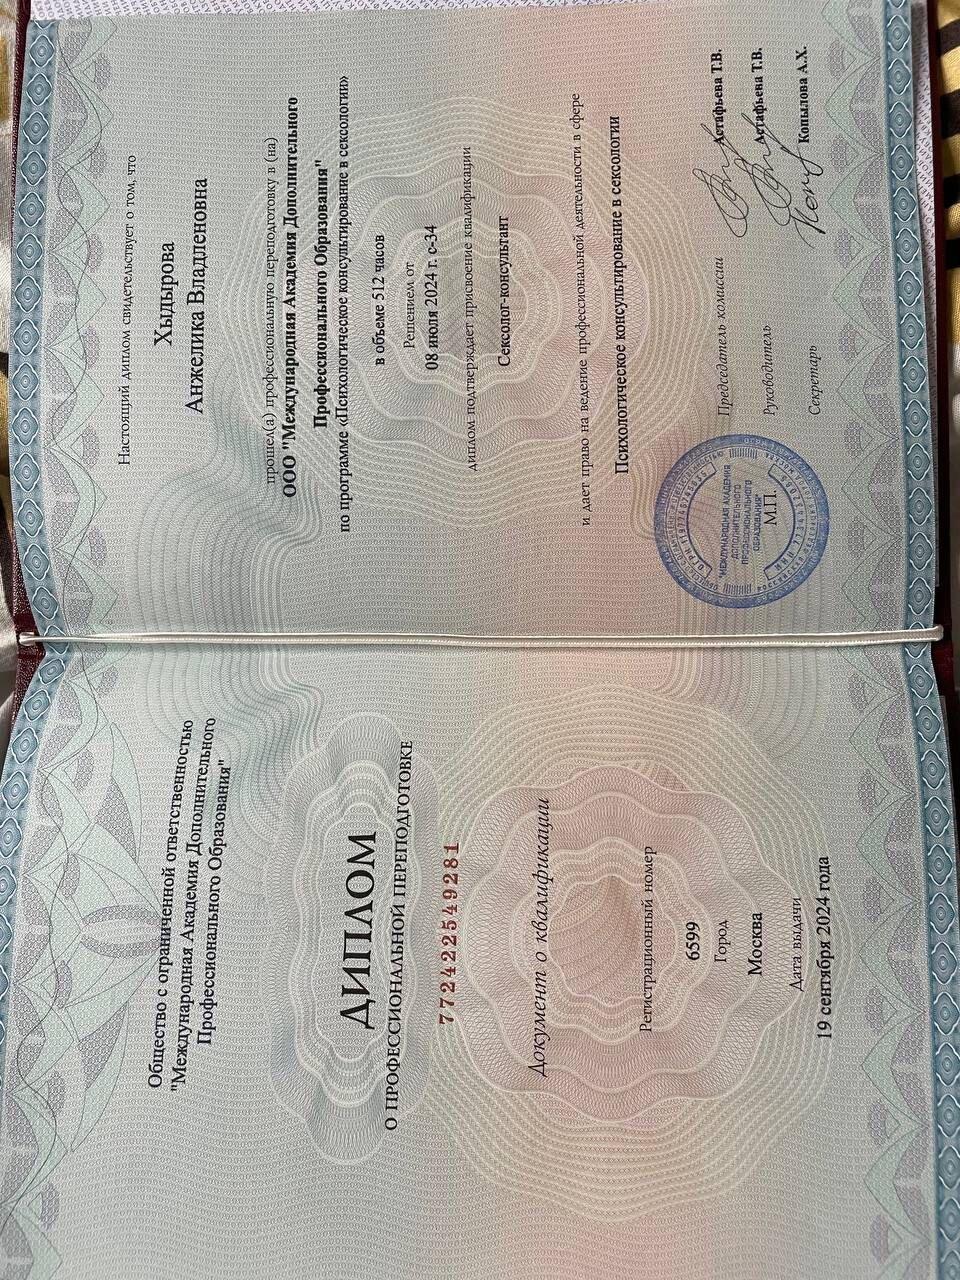 Общество с ограниченной ответственностью
"Международная Академия Дополнительного
Профессионального Образования"
ДИПЛОМ
О ПРОФЕССИОНАЛЬНОЙ ПЕРЕПОДГОТОВКЕ
772422549281
Документ о квалификации
Регистрационный номер
6599
Город
Москва
Дата выдачи
19 сентября 2024 года
Настоящий диплом свидетельствует о том, что
Хыдырова
Анжелика Владленовна
прошел(а) профессиональную переподготовку в (на)
ООО "Международная Академия Дополнительного
Профессионального Образования"
по программе «Психологическое консультирование в сексологии»
в объеме 512 часов
Решением от
08 июля 2024 г. с-34
диплом подтверждает присвоение квалификации
Сексолог-консультант
и дает право на ведение профессиональной деятельности в сфере
Психологическое консультирование в сексологии
Председатель комиссии Астафьева Т.В.
Руководитель Астафьева Т.В.
Секретарь Копылова А.Х.
М.П.
"МЕЖДУНАРОДНАЯ АКАДЕМИЯ
ДОПОЛНИТЕЛЬНОГО
ПРОФЕССИОНАЛЬНОГО
ОБРАЗОВАНИЯ"